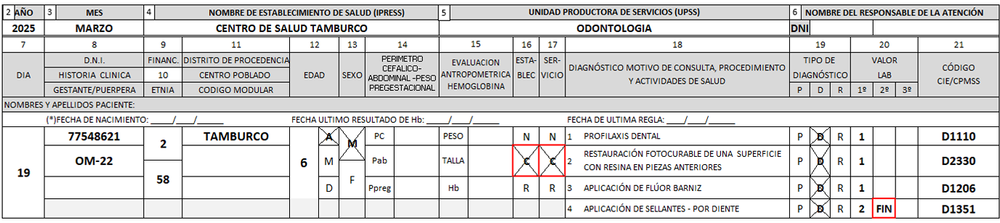 2 AÑO 3 MES 4 NOMBRE DE ESTABLECIMIENTO DE SALUD (IPRESS) 5 UNIDAD PRODUCTORA DE SERVICIOS (UPSS) 6 NOMBRE DEL RESPONSABLE DE LA ATENCIÓN
2025 MARZO CENTRO DE SALUD TAMBURCO ODONTOLOGIA DNI
7 8 9 11 12 13 14 15 16 17 18 19 20 21
DIA
D.N.I.
HISTORIA CLINICA
GESTANTE/PUERPERA
FINANC.
10
ETNIA
DISTRITO DE PROCEDENCIA
CENTRO POBLADO
CODIGO MODULAR
EDAD
SEXO
PERIMETRO
CEFALICO-
ABDOMINAL -PESO
PREGESTACIONAL
EVALUACION
ANTROPOMETRICA
HEMOGLOBINA
ESTA-
BLEC
SER-
VICIO
DIAGNÓSTICO MOTIVO DE CONSULTA, PROCEDIMIENTO
Y ACTIVIDADES DE SALUD
TIPO DE
DIAGNÓSTICO
P D R
VALOR
LAB
1º 2º 3º
CÓDIGO
CIE/CPMSS
NOMBRES Y APELLIDOS PACIENTE:
(*)FECHA DE NACIMIENTO: _____/____/_____ FECHA ULTIMO RESULTADO DE Hb: _____/____/_____ FECHA DE ULTIMA REGLA: _____/____/_____
19
77548621
OM-22
2
58
TAMBURCO
6
A
M
D
M
F
PC
Pab
Ppreg
PESO
TALLA
Hb
N N
C C
R R
1 PROFILAXIS DENTAL P D R 1 D1110
2 RESTAURACIÓN FOTOCURABLE DE UNA SUPERFICIE
CON RESINA EN PIEZAS ANTERIORES P D R 1 D2330
3 APLICACIÓN DE FLÚOR BARNIZ P D R 1 D1206
4 APLICACIÓN DE SELLANTES - POR DIENTE P D R 2 FIN D1351